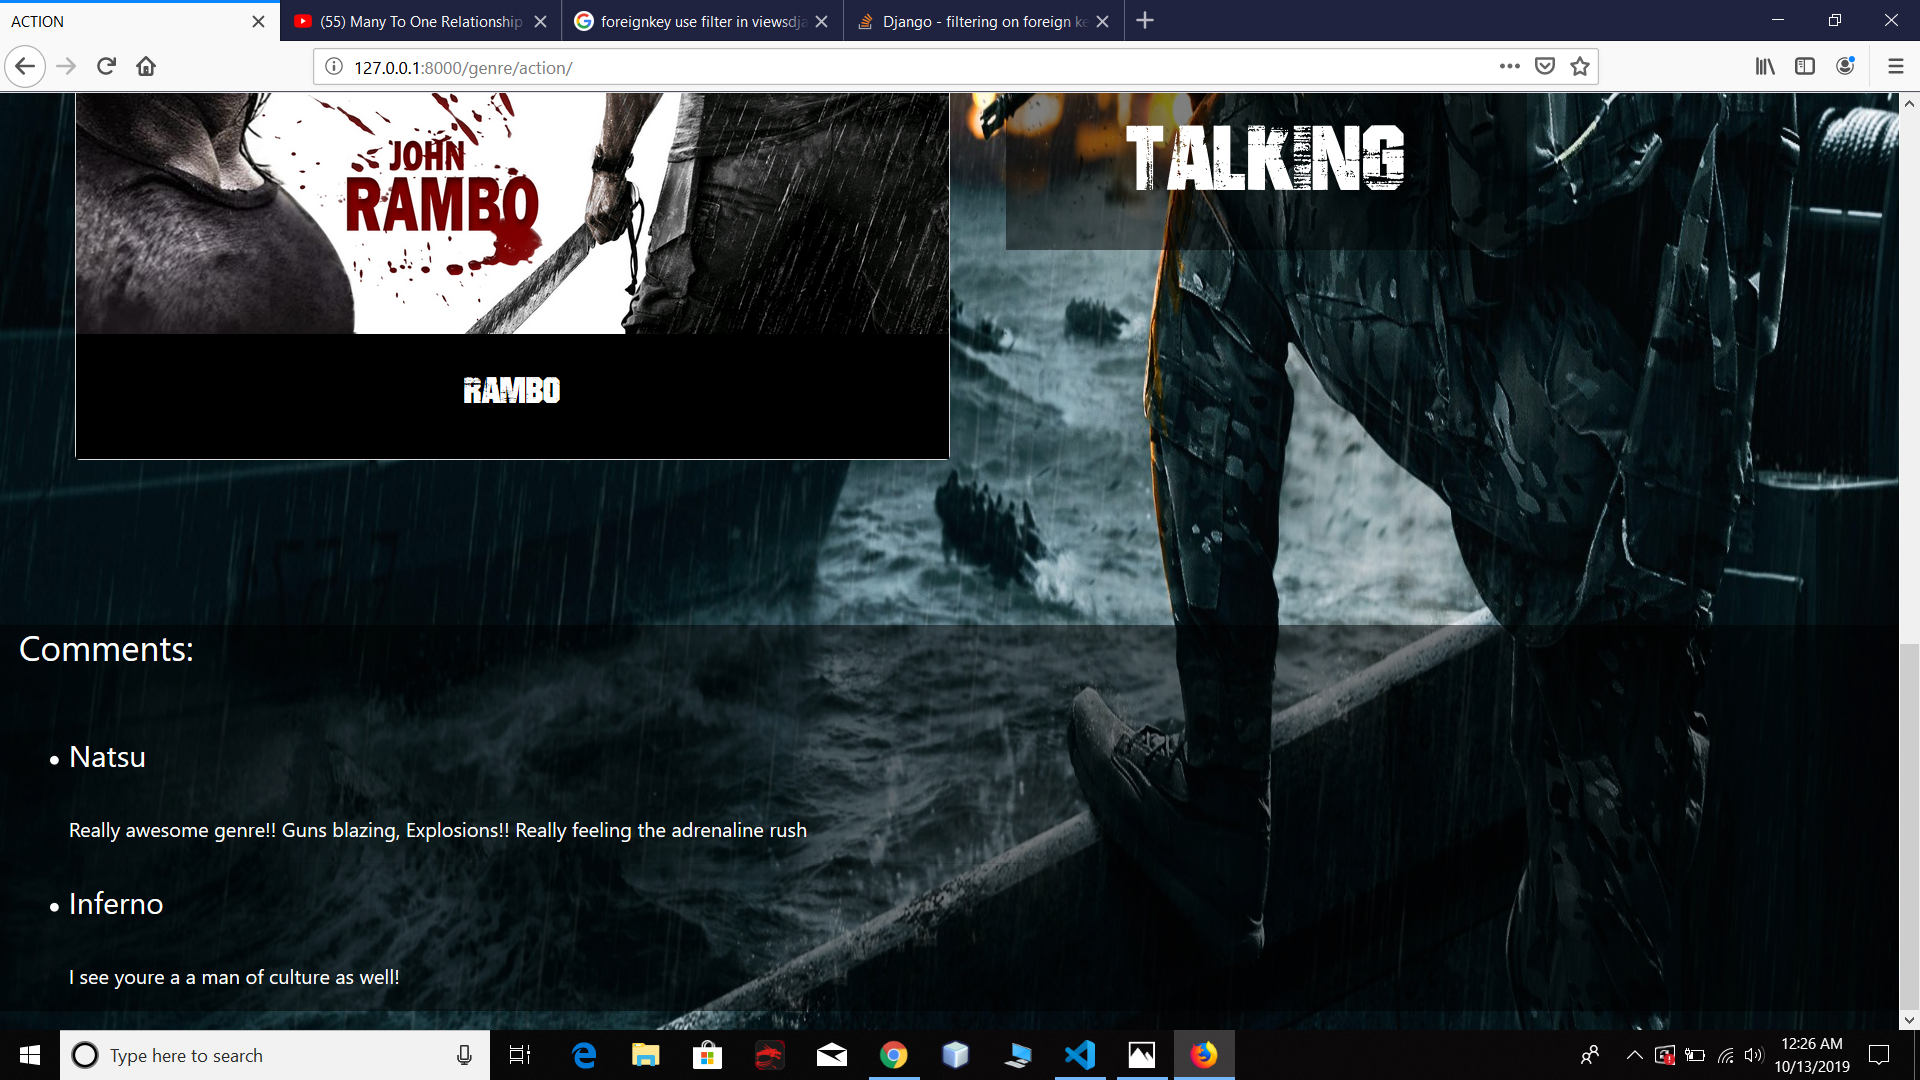 ACTION
(55) Many To One Relationship
foreignkey use filter in viewsdja
Django - filtering on foreign ke
127.0.0.1:8000/genre/action/
JOHN
RAMBO
TALKING
RAMBO
Comments:
Natsu
Really awesome genre!! Guns blazing, Explosions!! Really feeling the adrenaline rush
Inferno
I see youre a a man of culture as well!
Type here to search
12:26 AM
10/13/2019